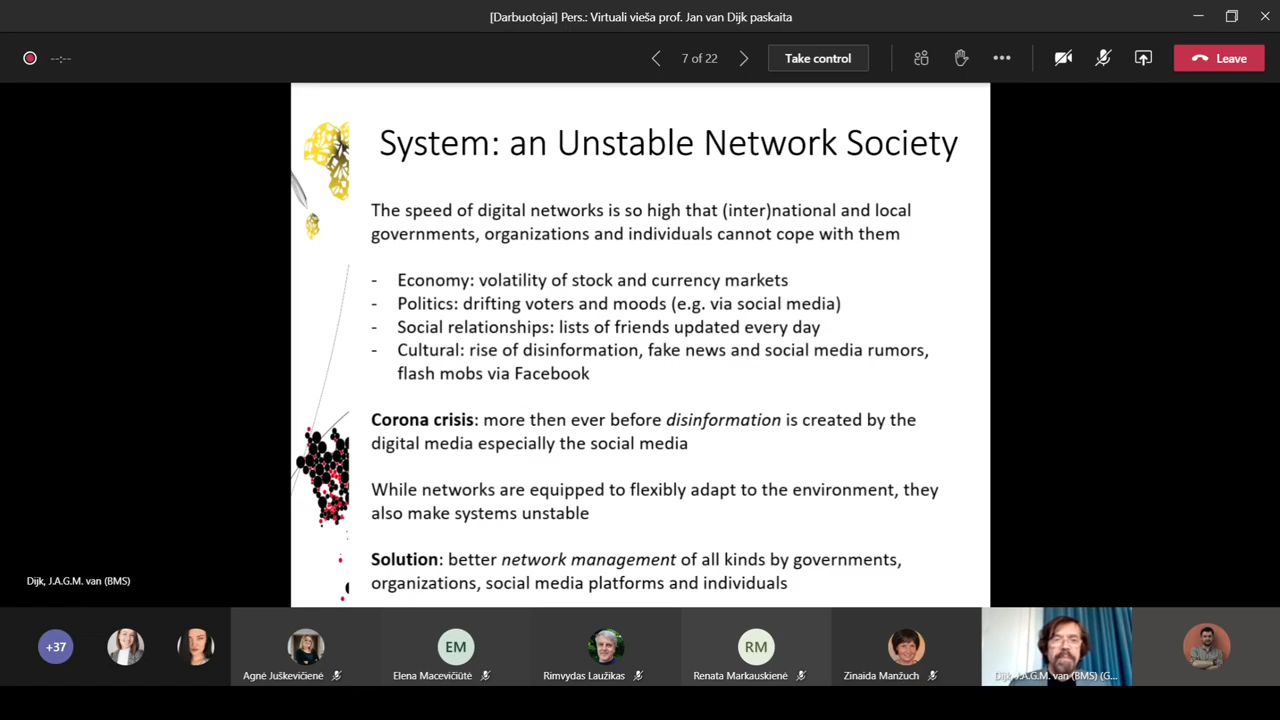 [Darbuotojai] Pers.: Virtuali vieša prof. Jan van Dijk paskaita
--:--
7 of 22
Take control
Leave
System: an Unstable Network Society
The speed of digital networks is so high that (inter)national and local
governments, organizations and individuals cannot cope with them
- Economy: volatility of stock and currency markets
- Politics: drifting voters and moods (e.g. via social media)
- Social relationships: lists of friends updated every day
- Cultural: rise of disinformation, fake news and social media rumors,
flash mobs via Facebook
Corona crisis: more then ever before disinformation is created by the
digital media especially the social media
While networks are equipped to flexibly adapt to the environment, they
also make systems unstable
Solution: better network management of all kinds by governments,
organizations, social media platforms and individuals
Dijk, J.A.G.M. van (BMS)
+37
Agnė Juškevičienė
EM
Elena Macevičiūtė
Rimvydas Laužikas
RM
Renata Markauskienė
Zinaida Manžuch
Dijk, J.A.G.M. van (BMS) (G...